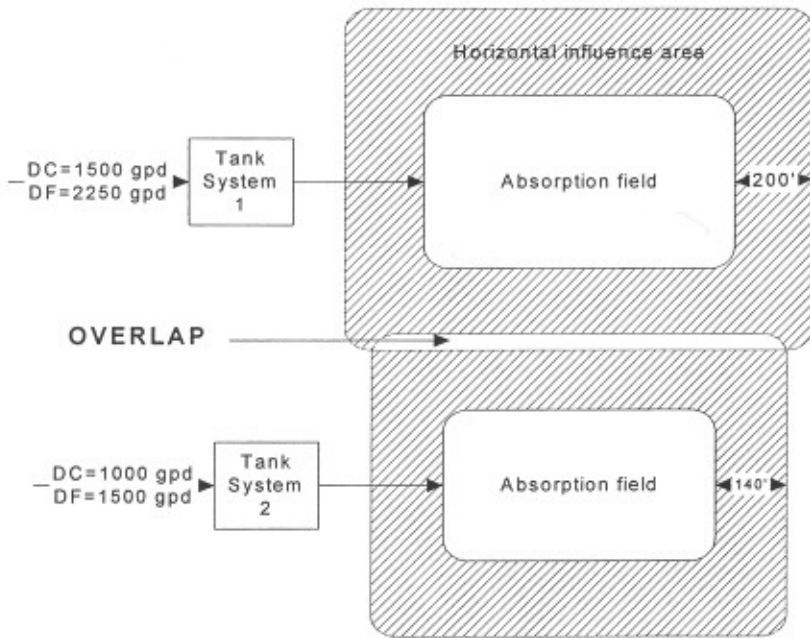 Horizontal influence area
DC=1500 gpd
DF=2250 gpd
Tank
System
1
Absorption field
200'
OVERLAP
DC=1000 gpd
DF=1500 gpd
Tank
System
2
Absorption field
140'